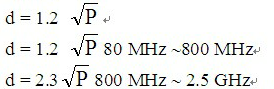 d = 1.2 √P ↵
d = 1.2 √P 80 MHz ~800 MHz ↵
d = 2.3 √P 800 MHz ~ 2.5 GHz ↵